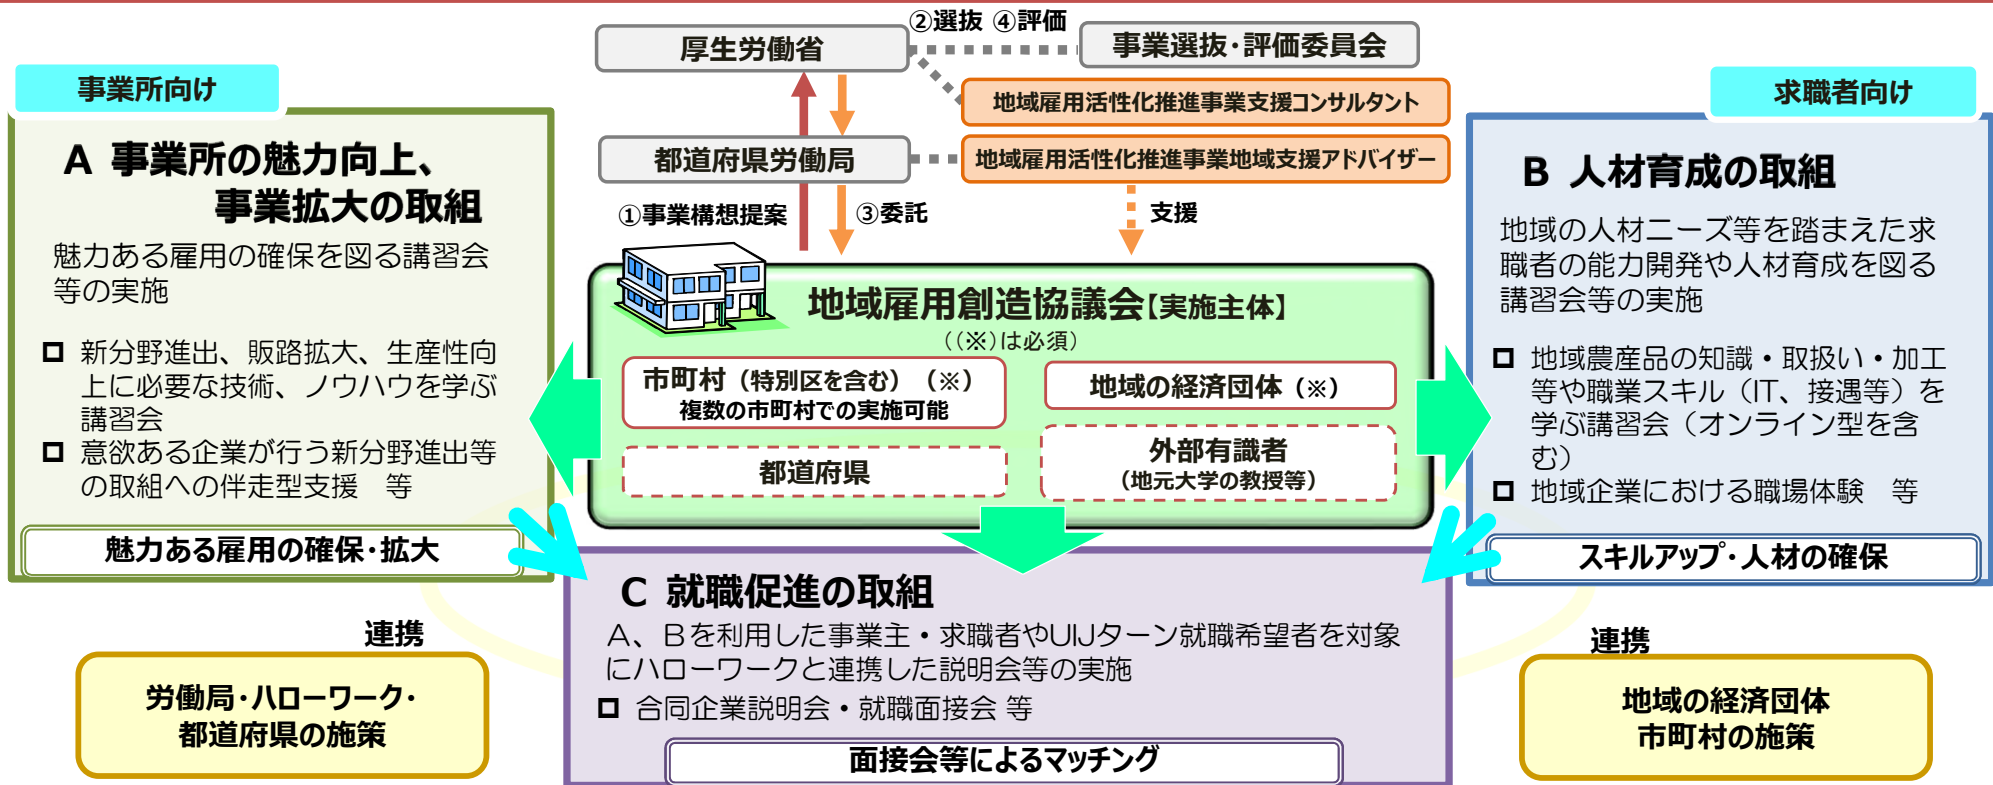 ②選抜 ④評価
厚生労働省
事業選抜・評価委員会
地域雇用活性化推進事業支援コンサルタント
都道府県労働局
地域雇用活性化推進事業地域支援アドバイザー
①事業構想提案
③委託
支援
事業所向け
A 事業所の魅力向上、
事業拡大の取組
魅力ある雇用の確保を図る講習会
等の実施
新分野進出、販路拡大、生産性向
上に必要な技術、ノウハウを学ぶ
講習会
意欲ある企業が行う新分野進出等
の取組への伴走型支援　等
魅力ある雇用の確保・拡大
地域雇用創造協議会【実施主体】
((※)は必須)
市町村（特別区を含む）（※）
複数の市町村での実施可能
地域の経済団体（※）
都道府県
外部有識者
（地元大学の教授等）
求職者向け
B 人材育成の取組
地域の人材ニーズ等を踏まえた求
職者の能力開発や人材育成を図る
講習会等の実施
地域農産品の知識・取扱い・加工
等や職業スキル（IT、接遇等）を
学ぶ講習会（オンライン型を含
む）
地域企業における職場体験　等
スキルアップ・人材の確保
C 就職促進の取組
A、Bを利用した事業主・求職者やUIJターン就職希望者を対象
にハローワークと連携した説明会等の実施
合同企業説明会・就職面接会 等
面接会等によるマッチング
連携
労働局・ハローワーク・
都道府県の施策
連携
地域の経済団体
市町村の施策